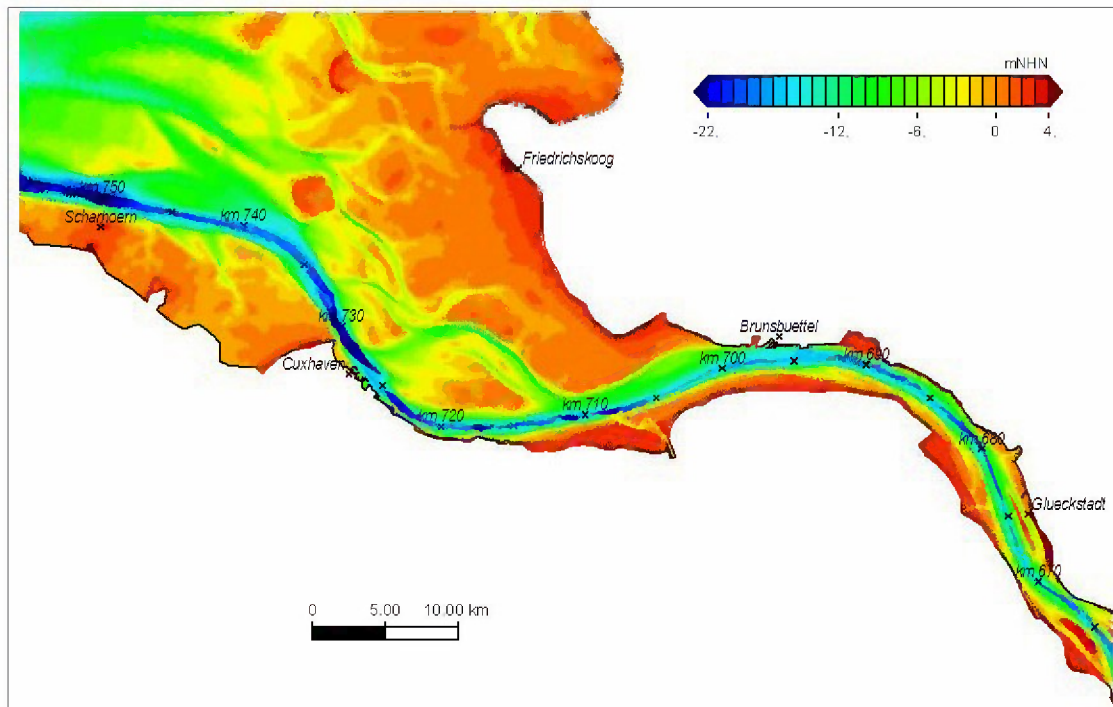 mNHN
-22. -12. -6. 0 4.
Friedrichskoog
km 750
Scharhoern
km 740
km 730
Brunsbuettel
km 700
km 690
Cuxhaven
km 720
km 710
km 680
Glueckstadt
km 670
0 5.00 10.00 km